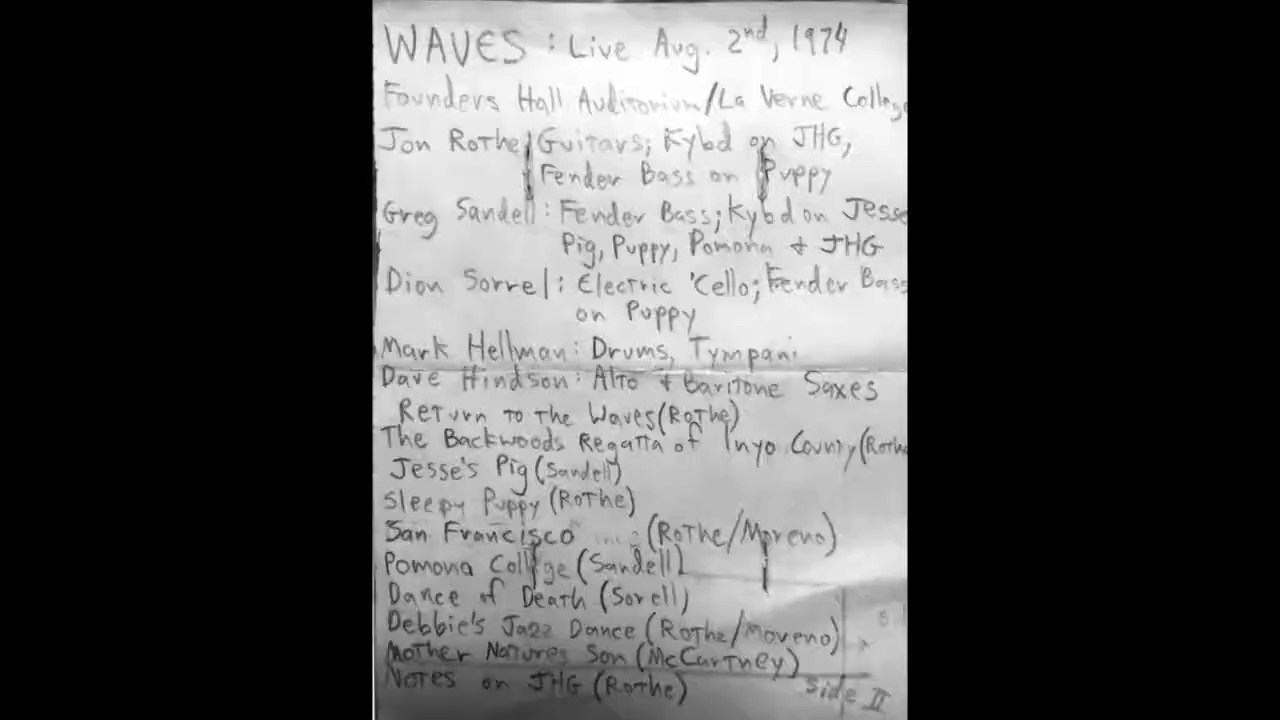 WAVES : Live Aug. 2nd, 1974
Founders Hall Auditorium/La Verne College
Jon Rothe Guitars; Kybd on JHG,
Fender Bass on Puppy
Greg Sandell: Fender Bass; Kybd on Jesse
Pig, Puppy, Pomona + JHG
Dion Sorrel: Electric 'Cello; Fender Bass
on Puppy
Mark Hellman: Drums, Tympani
Dave Hindson: Alto + Baritone Saxes
Return to the Waves (Rothe)
The Backwoods Regatta of Inyo County (Rothe
Jesse's Pig (Sandell)
Sleepy Puppy (Rothe)
San Francisco (Rothe/Moreno)
Pomona College (Sandell)
Dance of Death (Sorell)
Debbie's Jazz Dance (Rothe/Moreno)
Mother Natures Son (McCartney)
Notes on JHG (Rothe)
Side II